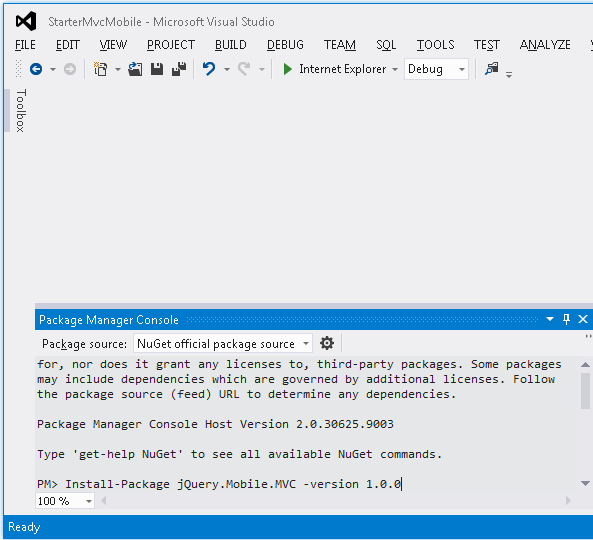 StarterMvcMobile - Microsoft Visual Studio
FILE EDIT VIEW PROJECT BUILD DEBUG TEAM SQL TOOLS TEST ANALYZE
Internet Explorer Debug
Toolbox
Package Manager Console
Package source: NuGet official package source
for, nor does it grant any licenses to, third-party packages. Some packages
may include dependencies which are governed by additional licenses. Follow
the package source (feed) URL to determine any dependencies.
Package Manager Console Host Version 2.0.30625.9003
Type 'get-help NuGet' to see all available NuGet commands.
PM> Install-Package jQuery.Mobile.MVC -version 1.0.0
100 %
Ready